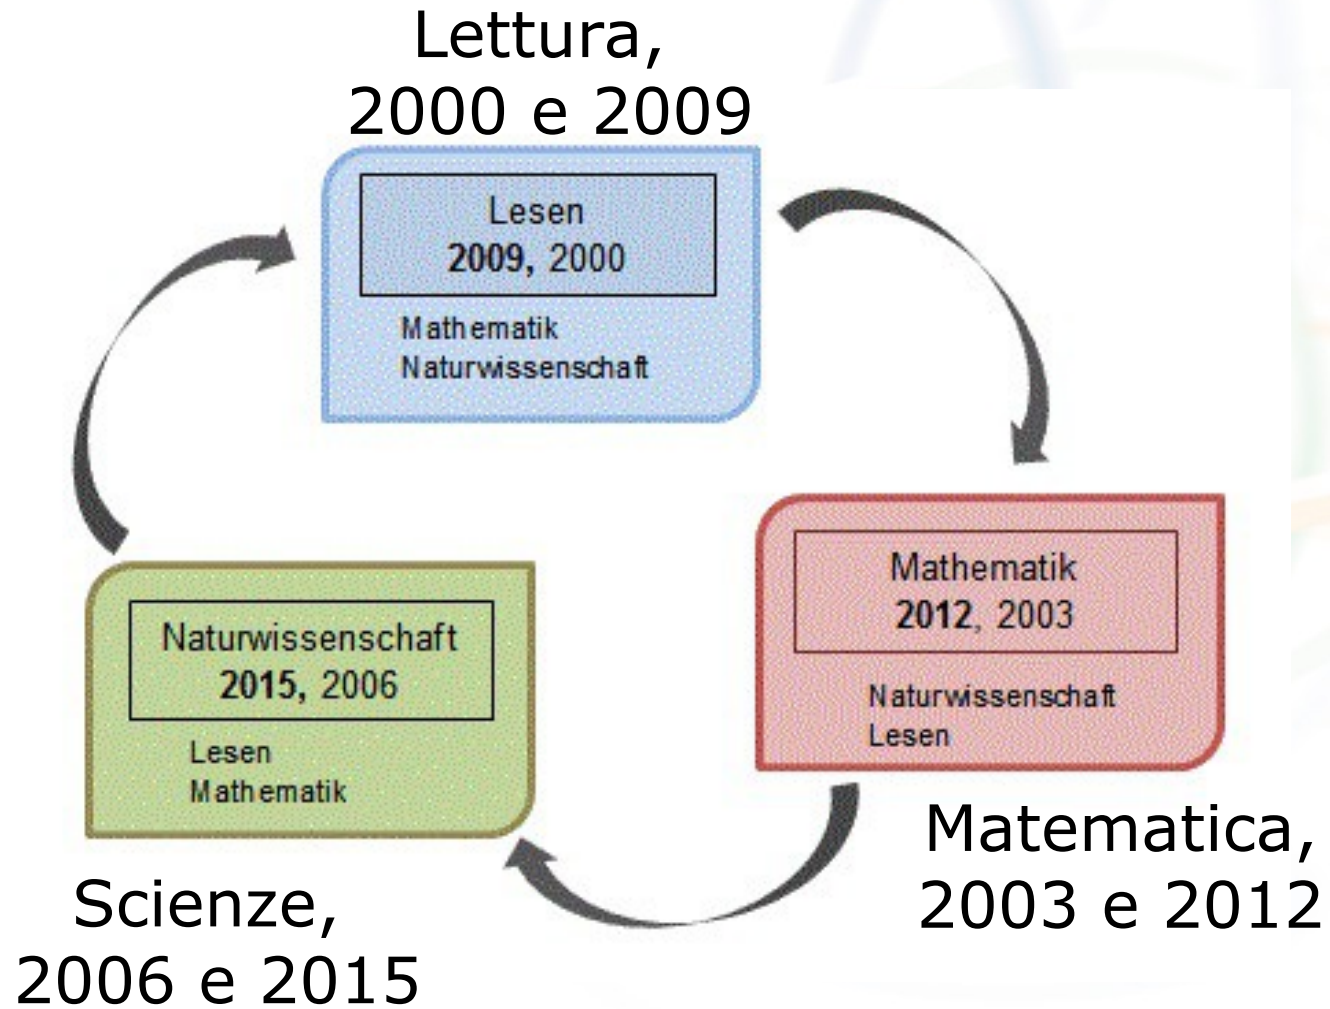 Lettura,
2000 e 2009
Lesen
2009, 2000
Mathematik
Naturwissenschaft
Mathematik
2012, 2003
Naturwissenschaft
Lesen
Matematica,
2003 e 2012
Naturwissenschaft
2015, 2006
Lesen
Mathematik
Scienze,
2006 e 2015